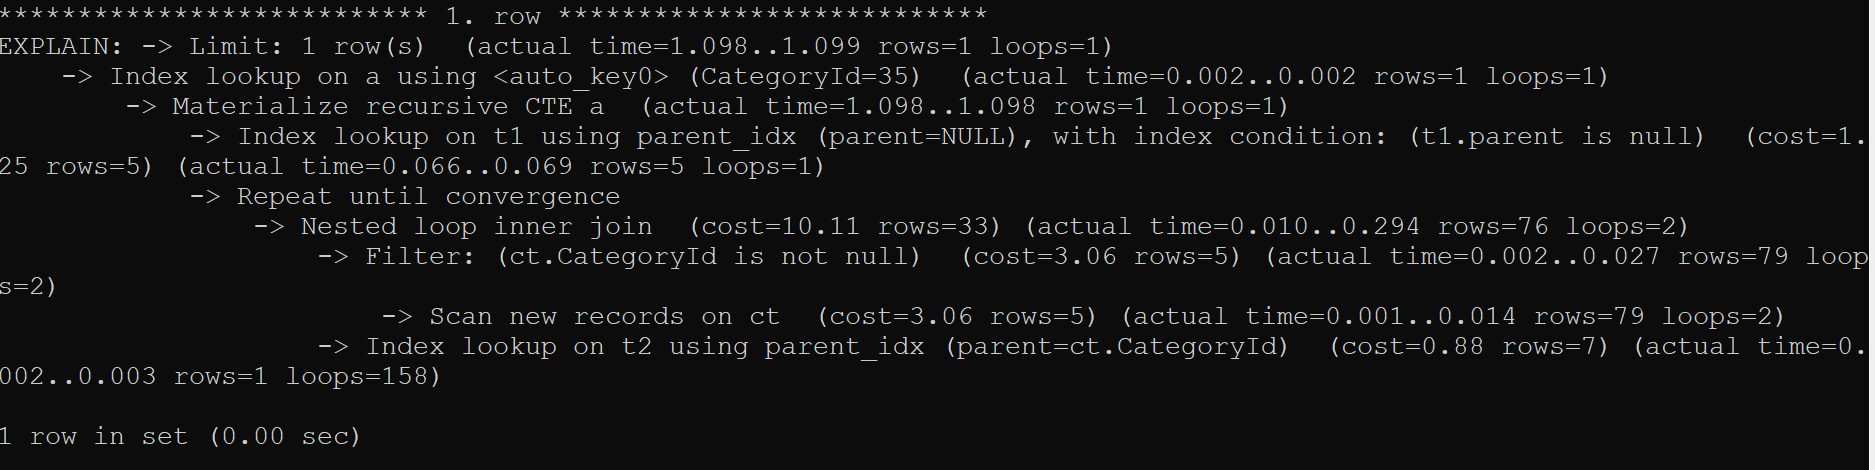 *************************** 1. row ***************************
EXPLAIN: -> Limit: 1 row(s)  (actual time=1.098..1.099 rows=1 loops=1)
    -> Index lookup on a using <auto_key0> (CategoryId=35)  (actual time=0.002..0.002 rows=1 loops=1)
        -> Materialize recursive CTE a  (actual time=1.098..1.098 rows=1 loops=1)
            -> Index lookup on t1 using parent_idx (parent=NULL), with index condition: (t1.parent is null)  (cost=1.
25 rows=5) (actual time=0.066..0.069 rows=5 loops=1)
            -> Repeat until convergence
                -> Nested loop inner join  (cost=10.11 rows=33) (actual time=0.010..0.294 rows=76 loops=2)
                    -> Filter: (ct.CategoryId is not null)  (cost=3.06 rows=5) (actual time=0.002..0.027 rows=79 loop
s=2)
                        -> Scan new records on ct  (cost=3.06 rows=5) (actual time=0.001..0.014 rows=79 loops=2)
                    -> Index lookup on t2 using parent_idx (parent=ct.CategoryId)  (cost=0.88 rows=7) (actual time=0.
002..0.003 rows=1 loops=158)
1 row in set (0.00 sec)